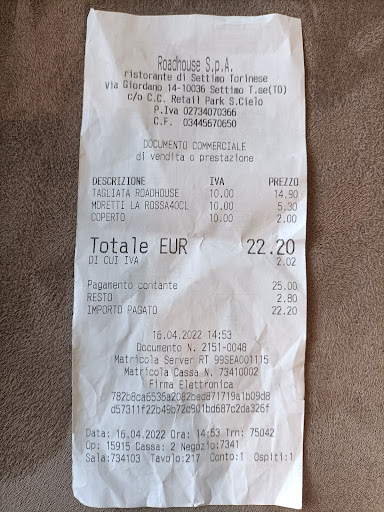 Roadhouse S.p.A.
ristorante di Settimo Torinese
Via Giordano 14-10036 Settimo T.se(TO)
c/o C.C. Retail Park S.Cielo
P.Iva 02734070366
C.F. 03445670650
DOCUMENTO COMMERCIALE
di vendita o prestazione
DESCRIZIONE IVA PREZZO
TAGLIATA ROADHOUSE 10.00 14.90
MORETTI LA ROSSA40CL 10.00 5.30
COPERTO 10.00 2.00
Totale EUR 22.20
DI CUI IVA 2.02
Pagamento contante 25.00
RESTO 2.80
IMPORTO PAGATO 22.20
16.04.2022 14:53
Documento N. 2151-0048
Matricola Server RT 99SEA001115
Matricola Cassa N. 73410002
Firma Elettronica
782b8ca6536a2082bed871719a1b09d8
d57311f22b49b72d901bd687c2da326f
Data: 16.04.2022 Ora: 14:53 Trn: 75042
Op: 15915 Cassa: 2 Negozio:7341
Sala:734103 Tavolo:217 Conto:1 Ospiti:1